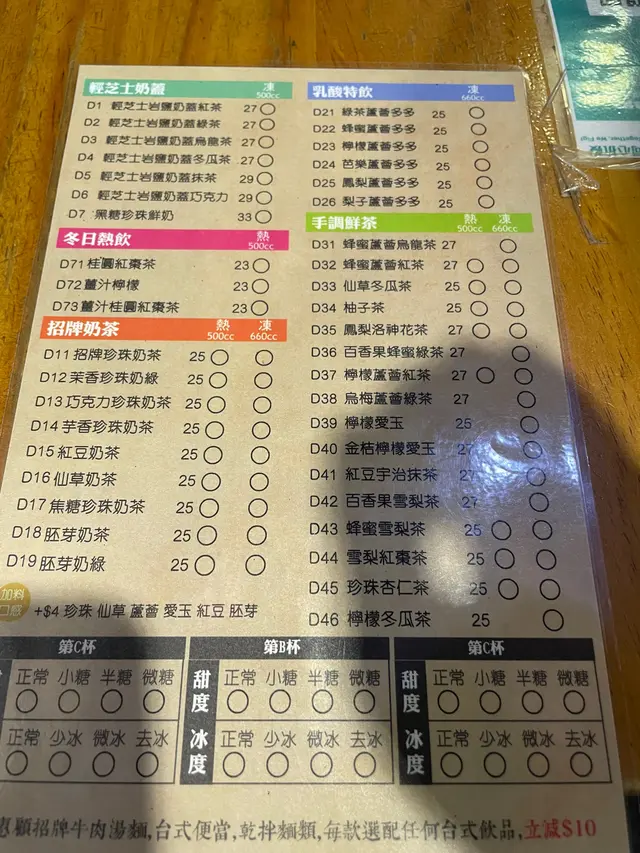 輕芝士奶蓋 凍 500cc
D1 輕芝士岩鹽奶蓋紅茶 27
D2 輕芝士岩鹽奶蓋綠茶 27
D3 輕芝士岩鹽奶蓋烏龍茶 27
D4 輕芝士岩鹽奶蓋冬瓜茶 27
D5 輕芝士岩鹽奶蓋抹茶 29
D6 輕芝士岩鹽奶蓋巧克力 29
D7 黑糖珍珠鮮奶 33
冬日熱飲 熱 500cc
D71 桂圓紅棗茶 23
D72 薑汁檸檬 23
D73 薑汁桂圓紅棗茶 23
招牌奶茶 熱 500cc 凍 660cc
D11 招牌珍珠奶茶 25
D12 茉香珍珠奶綠 25
D13 巧克力珍珠奶茶 25
D14 芋香珍珠奶茶 25
D15 紅豆奶茶 25
D16 仙草奶茶 25
D17 焦糖珍珠奶茶 25
D18 胚芽奶茶 25
D19 胚芽奶綠 25
加料
口感
+$4 珍珠 仙草 蘆薈 愛玉 紅豆 胚芽
乳酸特飲 凍 660cc
D21 綠茶蘆薈多多 25
D22 蜂蜜蘆薈多多 25
D23 檸檬蘆薈多多 25
D24 芭樂蘆薈多多 25
D25 鳳梨蘆薈多多 25
D26 梨子蘆薈多多 25
手調鮮茶 熱 500cc 凍 660cc
D31 蜂蜜蘆薈烏龍茶 27
D32 蜂蜜蘆薈紅茶 27
D33 仙草冬瓜茶 25
D34 柚子茶 25
D35 鳳梨洛神花茶 27
D36 百香果蜂蜜綠茶 27
D37 檸檬蘆薈紅茶 27
D38 烏梅蘆薈綠茶 27
D39 檸檬愛玉 25
D40 金桔檸檬愛玉 27
D41 紅豆宇治抹茶 27
D42 百香果雪梨茶 27
D43 蜂蜜雪梨茶 25
D44 雪梨紅棗茶 25
D45 珍珠杏仁茶 25
D46 檸檬冬瓜茶 25
第C杯 第B杯 第C杯
正常 小糖 半糖 微糖 甜度 正常 小糖 半糖 微糖 甜度 正常 小糖 半糖 微糖
正常 少冰 微冰 去冰 冰度 正常 少冰 微冰 去冰 冰度 正常 少冰 微冰 去冰
惠顧招牌牛肉湯麵,台式便當,乾拌麵類,每款選配任何台式飲品,立減$10